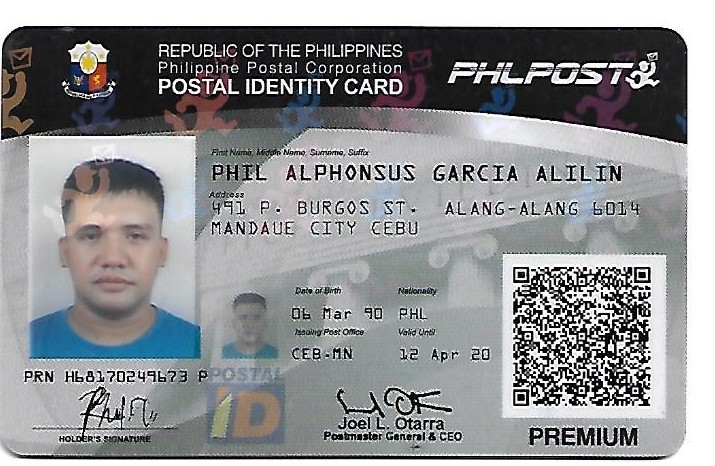 REPUBLIC OF THE PHILIPPINES
Philippine Postal Corporation
POSTAL IDENTITY CARD
PHLPOST
First Name, Middle Name, Surname, Suffix
PHIL ALPHONSUS GARCIA ALILIN
Address
491 P. BURGOS ST. ALANG-ALANG 6014
MANDAUE CITY CEBU
Date of Birth Nationality
06 Mar 90 PHL
Issuing Post Office Valid Until
CEB-MN 12 Apr 20
PRN H68170249673 P
POSTAL
iD
HOLDER'S SIGNATURE
Joel L. Otarra
Postmaster General & CEO
PREMIUM